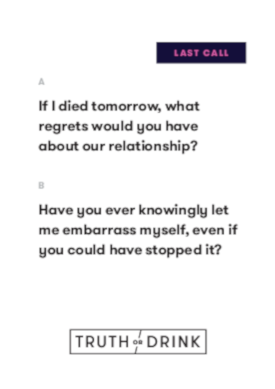 LAST CALL
A
If I died tomorrow, what
regrets would you have
about our relationship?
B
Have you ever knowingly let
me embarrass myself, even if
you could have stopped it?
TRUTH OR DRINK